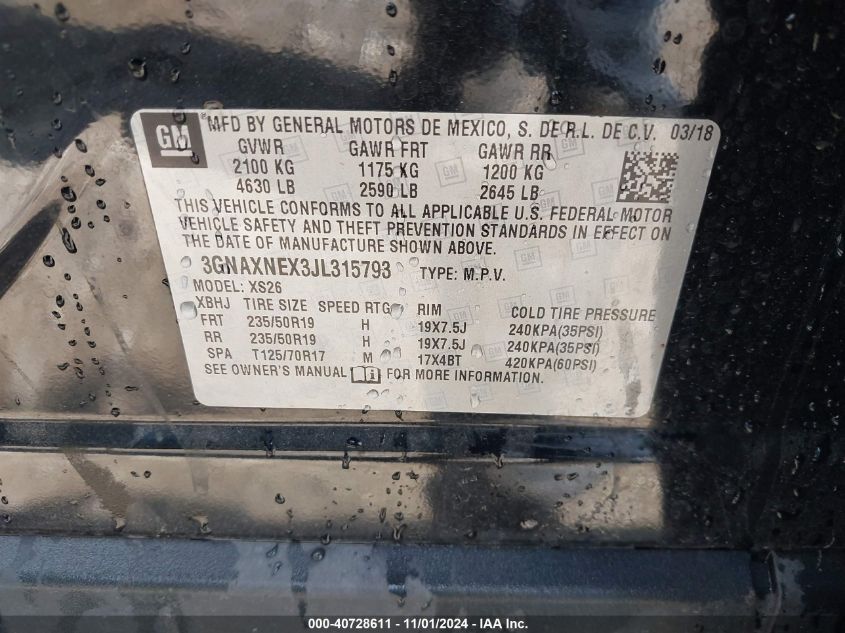 GM MFD BY GENERAL MOTORS DE MEXICO, S. DE R.L. DE C.V. 03/18
GVWR GAWR FRT GAWR RR
2100 KG 1175 KG 1200 KG
4630 LB 2590 LB 2645 LB
THIS VEHICLE CONFORMS TO ALL APPLICABLE U.S. FEDERAL MOTOR
VEHICLE SAFETY AND THEFT PREVENTION STANDARDS IN EFFECT ON
THE DATE OF MANUFACTURE SHOWN ABOVE.
3GNAXNEX3JL315793 TYPE: M.P.V.
MODEL: XS26
XBHJ TIRE SIZE SPEED RTG RIM COLD TIRE PRESSURE
FRT 235/50R19 H 19X7.5J 240KPA(35PSI)
RR 235/50R19 H 19X7.5J 240KPA(35PSI)
SPA T125/70R17 M 17X4BT 420KPA(60PSI)
SEE OWNER'S MANUAL FOR MORE INFORMATION.
000-40728611 - 11/01/2024 - IAA Inc.